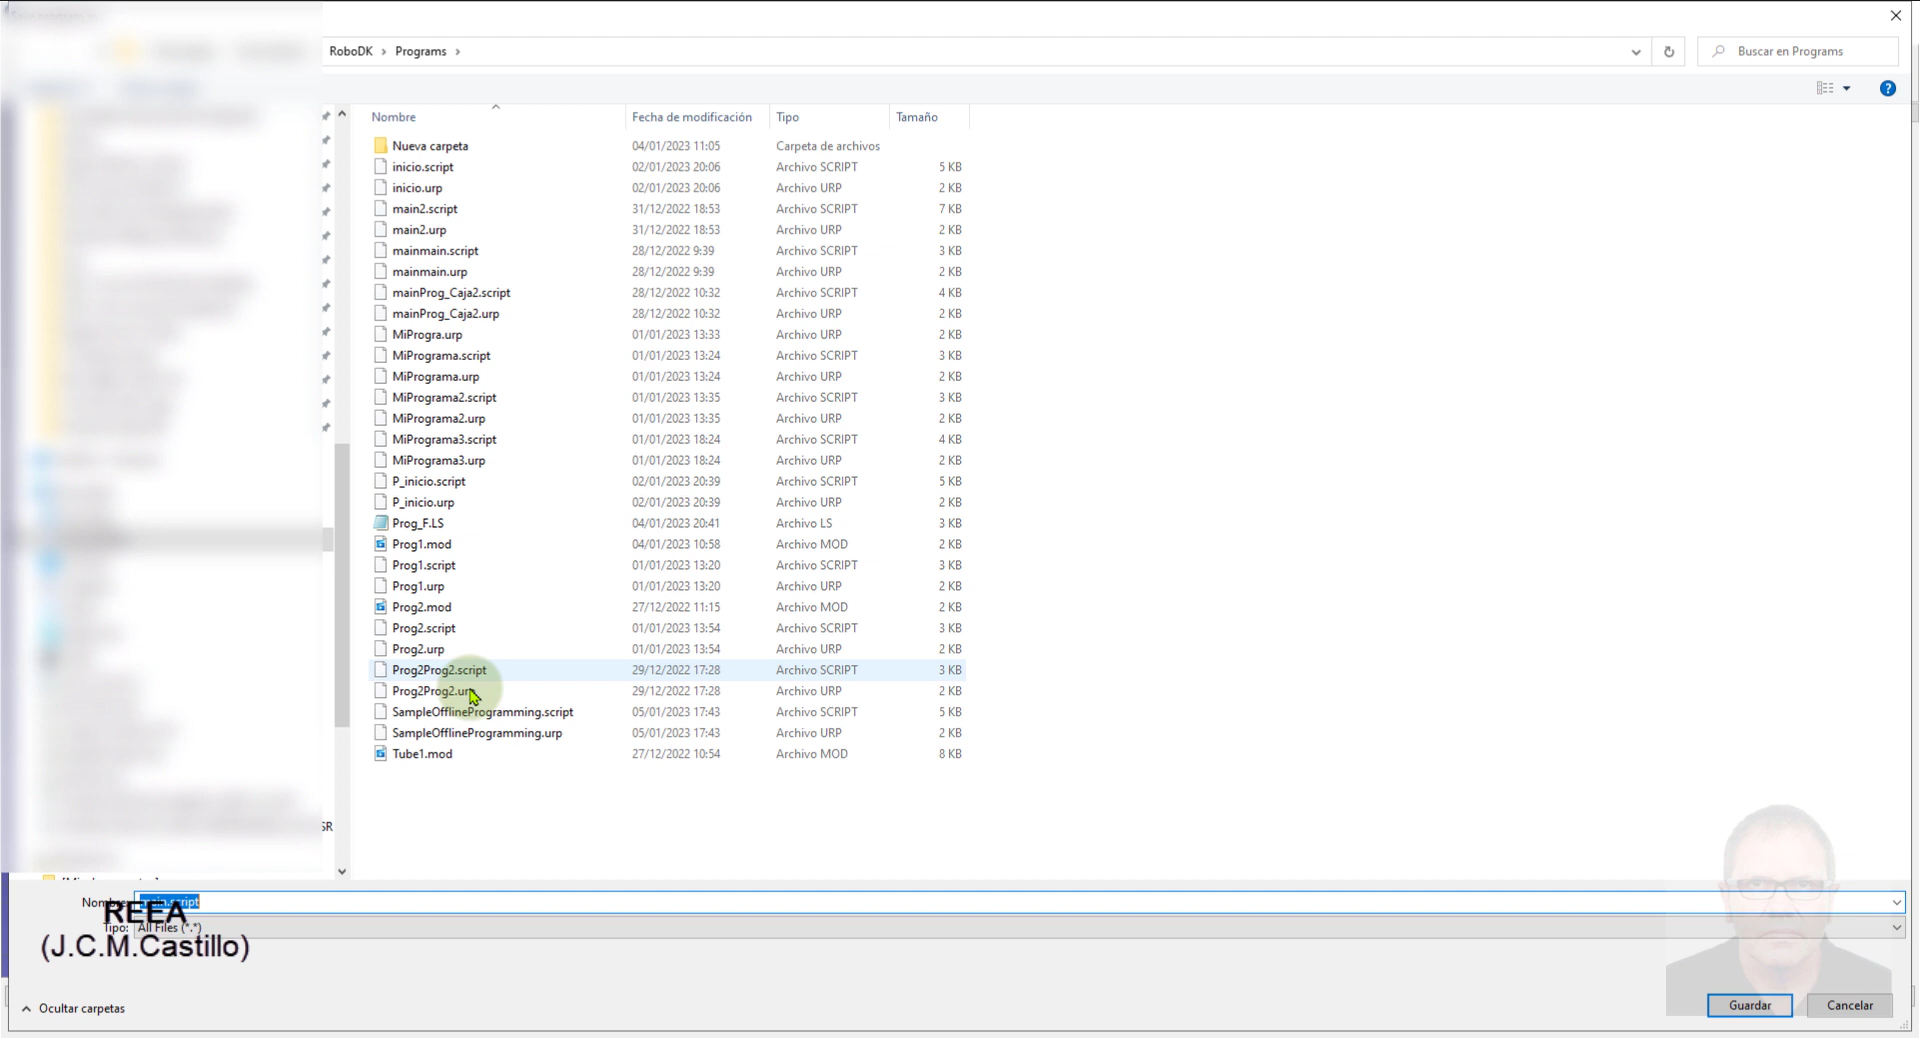 RoboDK > Programs >
Buscar en Programs
Nombre Fecha de modificación Tipo Tamaño
Nueva carpeta 04/01/2023 11:05 Carpeta de archivos
inicio.script 02/01/2023 20:06 Archivo SCRIPT 5 KB
inicio.urp 02/01/2023 20:06 Archivo URP 2 KB
main2.script 31/12/2022 18:53 Archivo SCRIPT 7 KB
main2.urp 31/12/2022 18:53 Archivo URP 2 KB
mainmain.script 28/12/2022 9:39 Archivo SCRIPT 3 KB
mainmain.urp 28/12/2022 9:39 Archivo URP 2 KB
mainProg_Caja2.script 28/12/2022 10:32 Archivo SCRIPT 4 KB
mainProg_Caja2.urp 28/12/2022 10:32 Archivo URP 2 KB
MiProgra.urp 01/01/2023 13:33 Archivo URP 2 KB
MiPrograma.script 01/01/2023 13:24 Archivo SCRIPT 3 KB
MiPrograma.urp 01/01/2023 13:24 Archivo URP 2 KB
MiPrograma2.script 01/01/2023 13:35 Archivo SCRIPT 3 KB
MiPrograma2.urp 01/01/2023 13:35 Archivo URP 2 KB
MiPrograma3.script 01/01/2023 18:24 Archivo SCRIPT 4 KB
MiPrograma3.urp 01/01/2023 18:24 Archivo URP 2 KB
P_inicio.script 02/01/2023 20:39 Archivo SCRIPT 5 KB
P_inicio.urp 02/01/2023 20:39 Archivo URP 2 KB
Prog_F.LS 04/01/2023 20:41 Archivo LS 3 KB
Prog1.mod 04/01/2023 10:58 Archivo MOD 2 KB
Prog1.script 01/01/2023 13:20 Archivo SCRIPT 3 KB
Prog1.urp 01/01/2023 13:20 Archivo URP 2 KB
Prog2.mod 27/12/2022 11:15 Archivo MOD 2 KB
Prog2.script 01/01/2023 13:54 Archivo SCRIPT 3 KB
Prog2.urp 01/01/2023 13:54 Archivo URP 2 KB
Prog2Prog2.script 29/12/2022 17:28 Archivo SCRIPT 3 KB
Prog2Prog2.urp 29/12/2022 17:28 Archivo URP 2 KB
SampleOfflineProgramming.script 05/01/2023 17:43 Archivo SCRIPT 5 KB
SampleOfflineProgramming.urp 05/01/2023 17:43 Archivo URP 2 KB
Tube1.mod 27/12/2022 10:54 Archivo MOD 8 KB
SR
Nombre:
REEA
Tipo: All Files (*.*)
(J.C.M.Castillo)
Ocultar carpetas
Guardar Cancelar